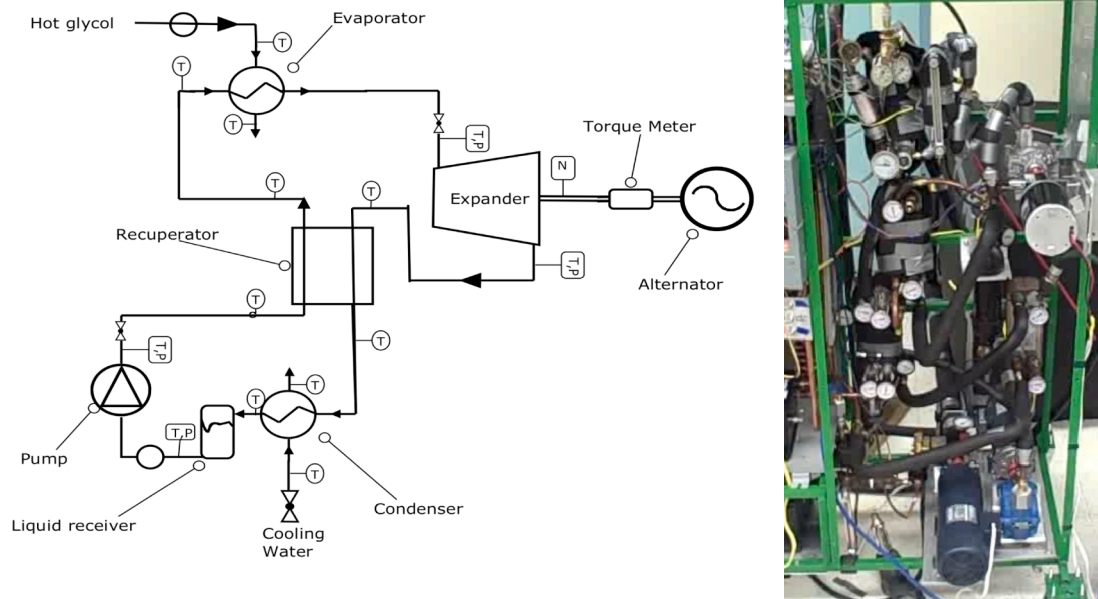 Hot glycol
Evaporator
T
T
T
T,P
Torque Meter
N
Expander
T
T
Recuperator
T,P
Alternator
T
T,P
T
T
T
T,P
Pump
T
Liquid receiver
Condenser
Cooling
Water